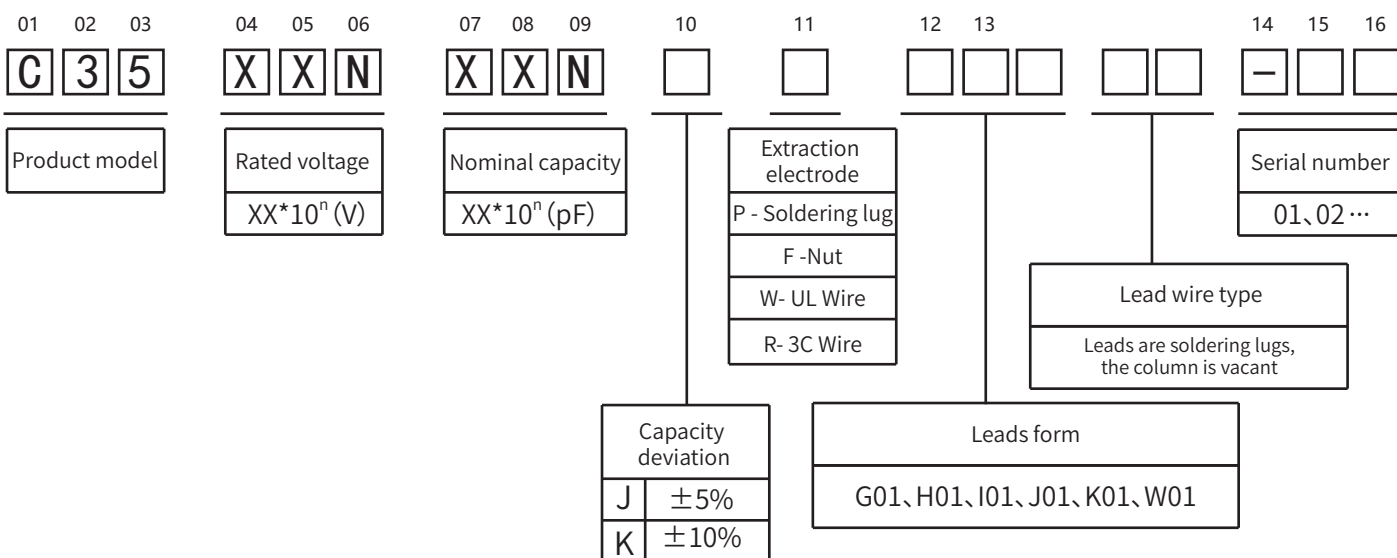 01 02 03 04 05 06 07 08 09 10 11 12 13 14 15 16
C 3 5 X X N X X N -
Product model
Rated voltage
XX*10ⁿ (V)
Nominal capacity
XX*10ⁿ (pF)
Extraction
electrode
P - Soldering lug
F -Nut
W- UL Wire
R- 3C Wire
Serial number
01、02…
Lead wire type
Leads are soldering lugs,
the column is vacant
Capacity
deviation
J ±5%
K ±10%
Leads form
G01、H01、I01、J01、K01、W01